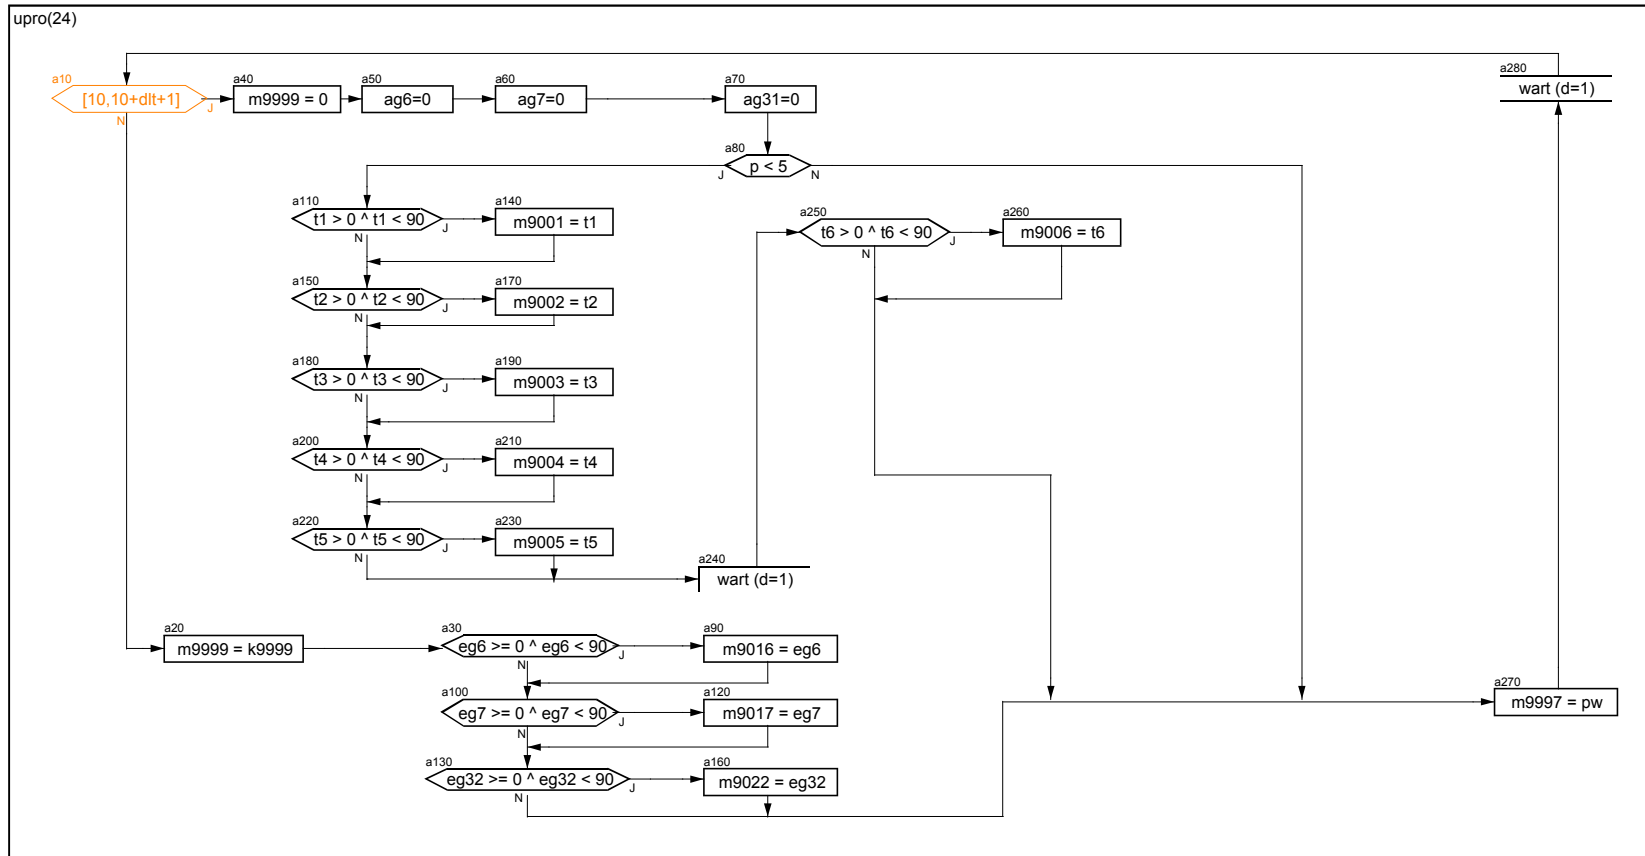 upro(24)
a10
[10,10+dlt+1]
J
N
a40
m9999 = 0
a50
ag6=0
a60
ag7=0
a70
ag31=0
a280
wart (d=1)
a80
p < 5
J
N
a110
t1 > 0 ^ t1 < 90
J
N
a140
m9001 = t1
a250
t6 > 0 ^ t6 < 90
J
N
a260
m9006 = t6
a150
t2 > 0 ^ t2 < 90
J
N
a170
m9002 = t2
a180
t3 > 0 ^ t3 < 90
J
N
a190
m9003 = t3
a200
t4 > 0 ^ t4 < 90
J
N
a210
m9004 = t4
a220
t5 > 0 ^ t5 < 90
J
N
a230
m9005 = t5
a240
wart (d=1)
a20
m9999 = k9999
a30
eg6 >= 0 ^ eg6 < 90
J
N
a90
m9016 = eg6
a100
eg7 >= 0 ^ eg7 < 90
J
N
a120
m9017 = eg7
a270
m9997 = pw
a130
eg32 >= 0 ^ eg32 < 90
J
N
a160
m9022 = eg32